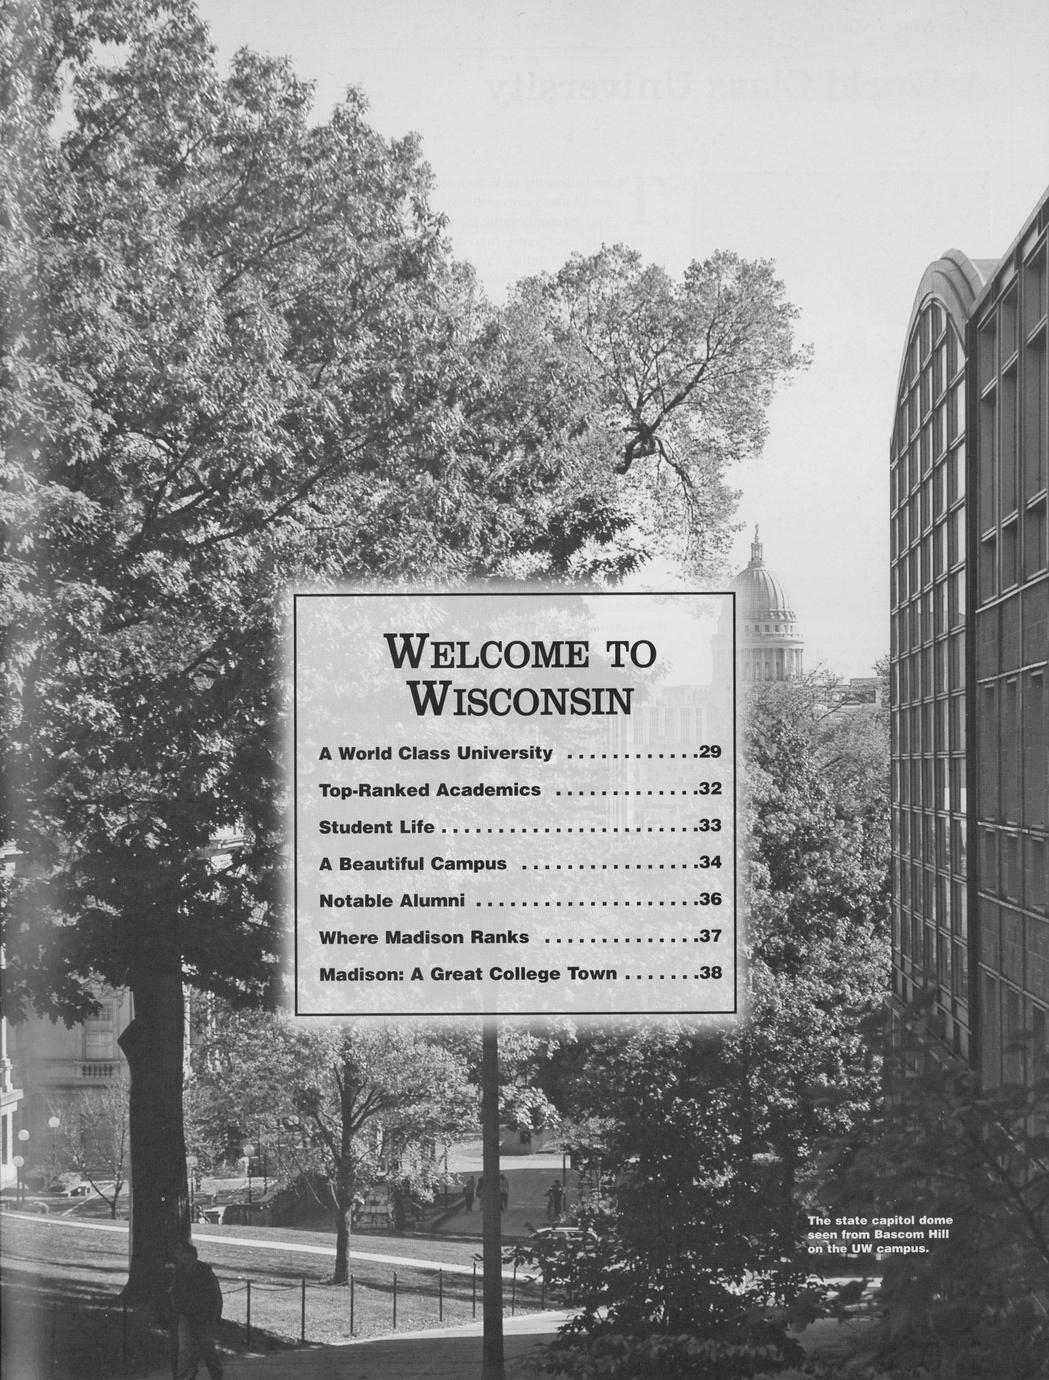 WELCOME TO
WISCONSIN
A World Class University ............29
Top-Ranked Academics .............32
Student Life.......................33
A Beautiful Campus ................34
Notable Alumni ....................36
Where Madison Ranks ..............37
Madison: A Great College Town .......38
The state capitol dome
seen from Bascom Hill
on the UW campus.